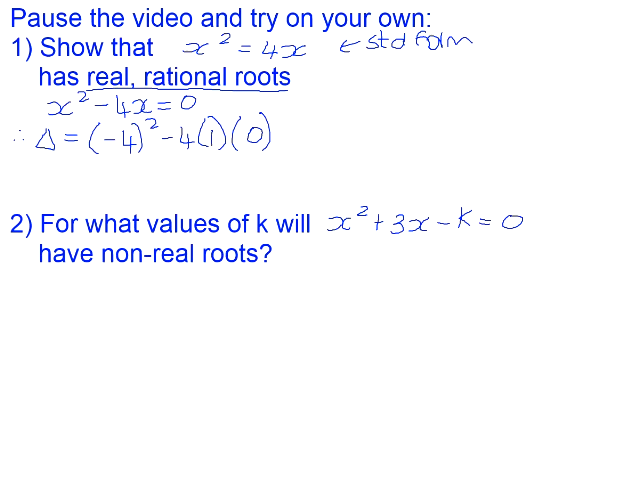 Pause the video and try on your own:
1) Show that x² = 4x ← std form
has real, rational roots
x² - 4x = 0
∴ Δ = (-4)² - 4(1)(0)
2) For what values of k will x² + 3x - k = 0
have non-real roots?